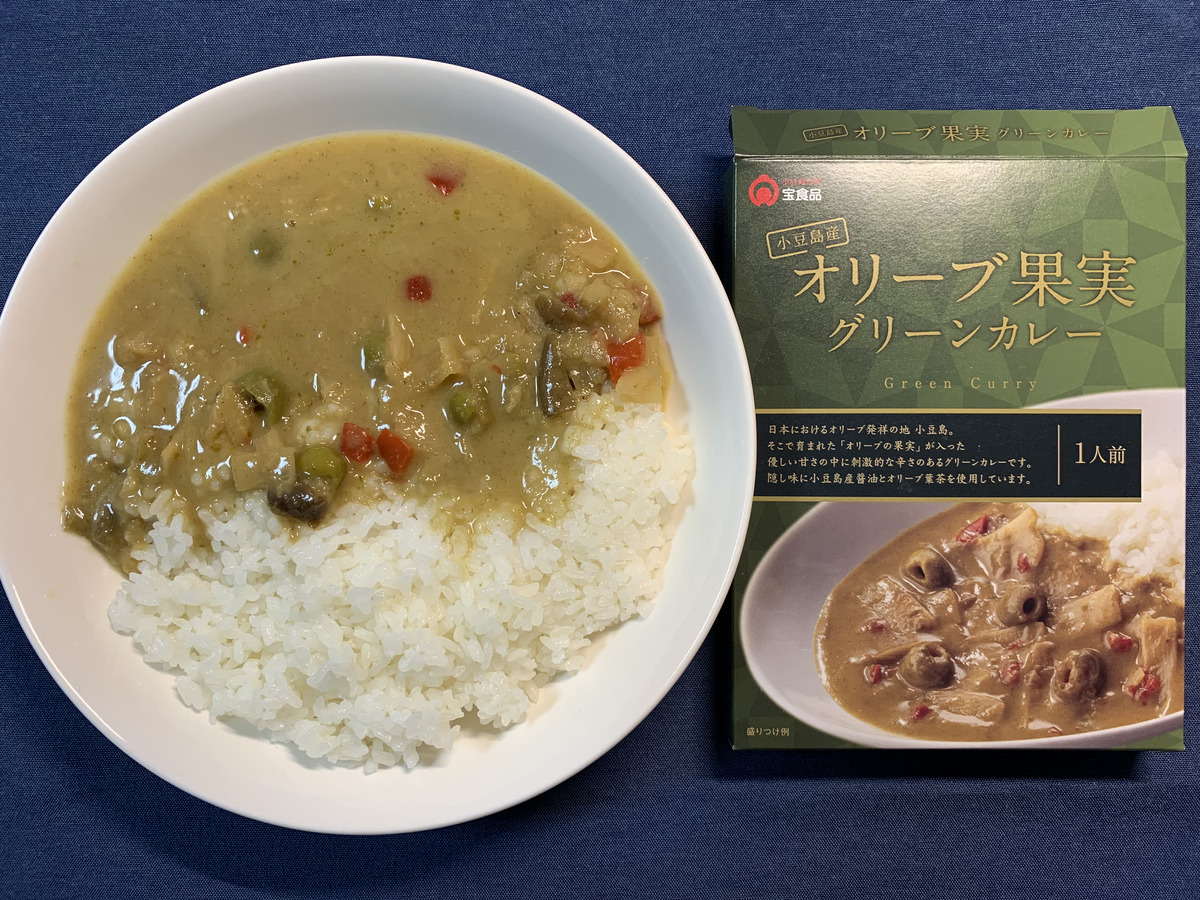 小豆島産 オリーブ果実 グリーンカレー
宝食品
小豆島産
オリーブ果実
グリーンカレー
Green Curry
日本におけるオリーブ発祥の地 小豆島。
そこで育まれた「オリーブの果実」が入った
優しい甘さの中に刺激的な辛さのあるグリーンカレーです。
隠し味に小豆島産醤油とオリーブ葉茶を使用しています。
1人前
盛りつけ例